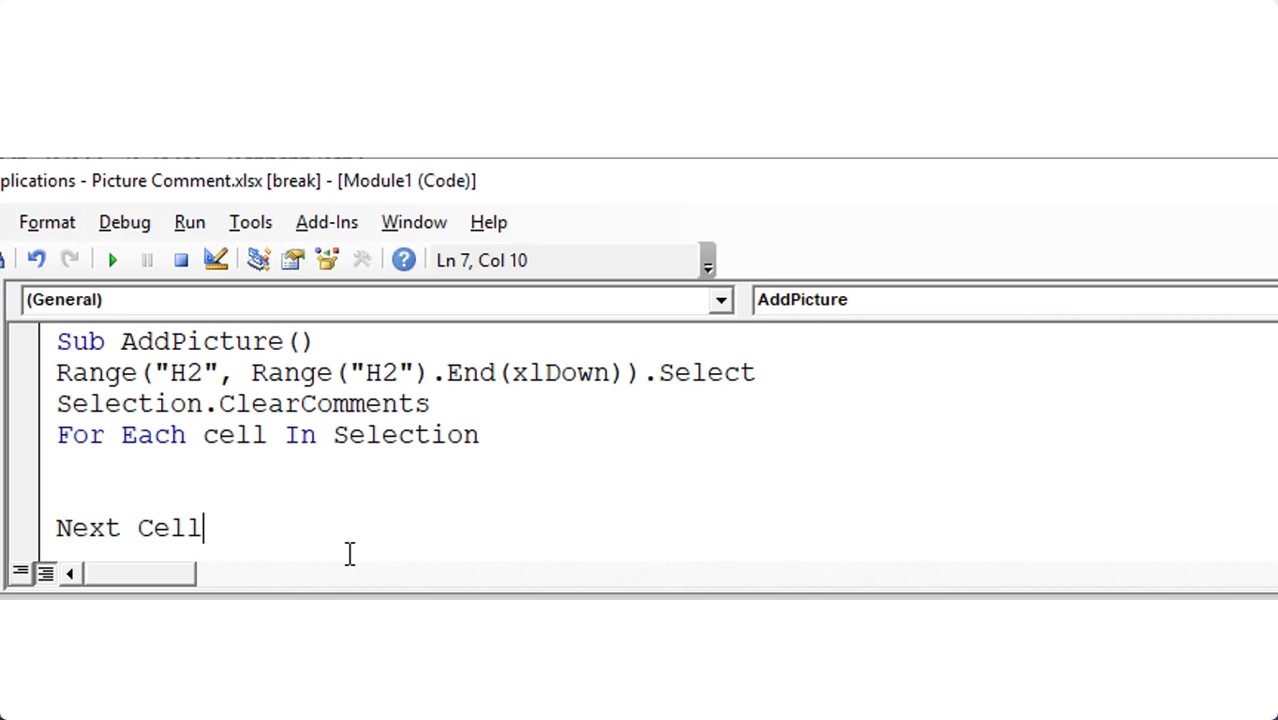 plications - Picture Comment.xlsx [break] - [Module1 (Code)]
Format Debug Run Tools Add-Ins Window Help
Ln 7, Col 10
(General) AddPicture
Sub AddPicture()
Range("H2", Range("H2").End(xlDown)).Select
Selection.ClearComments
For Each cell In Selection
Next Cell